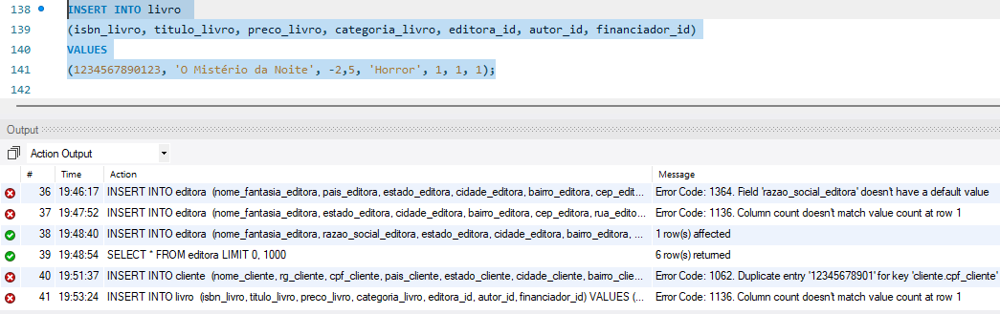 138 INSERT INTO livro
139 (isbn_livro, titulo_livro, preco_livro, categoria_livro, editora_id, autor_id, financiador_id)
140 VALUES
141 (1234567890123, 'O Mistério da Noite', -2,5, 'Horror', 1, 1, 1);
142
Output
Action Output
# Time Action Message
36 19:46:17 INSERT INTO editora (nome_fantasia_editora, pais_editora, estado_editora, cidade_editora, bairro_editora, cep_edit... Error Code: 1364. Field 'razao_social_editora' doesn't have a default value
37 19:47:52 INSERT INTO editora (nome_fantasia_editora, estado_editora, cidade_editora, bairro_editora, cep_editora, rua_edito... Error Code: 1136. Column count doesn't match value count at row 1
38 19:48:40 INSERT INTO editora (nome_fantasia_editora, razao_social_editora, estado_editora, cidade_editora, bairro_editora, ... 1 row(s) affected
39 19:48:54 SELECT * FROM editora LIMIT 0, 1000 6 row(s) returned
40 19:51:37 INSERT INTO cliente (nome_cliente, rg_cliente, cpf_cliente, pais_cliente, estado_cliente, cidade_cliente, bairro_clie... Error Code: 1062. Duplicate entry '12345678901' for key 'cliente.cpf_cliente'
41 19:53:24 INSERT INTO livro (isbn_livro, titulo_livro, preco_livro, categoria_livro, editora_id, autor_id, financiador_id) VALUES (... Error Code: 1136. Column count doesn't match value count at row 1